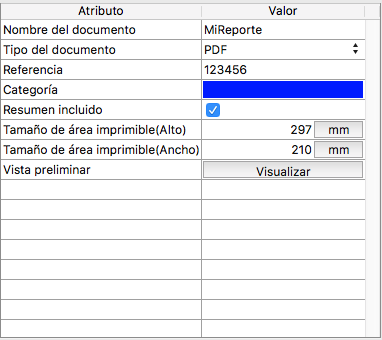 Atributo Valor
Nombre del documento MiReporte
Tipo del documento PDF
Referencia 123456
Categoría
Resumen incluido
Tamaño de área imprimible(Alto) 297 mm
Tamaño de área imprimible(Ancho) 210 mm
Vista preliminar Visualizar